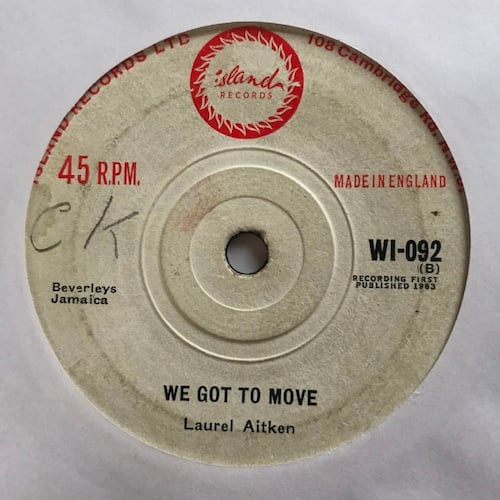 ISLAND RECORDS LTD
108 Cambridge Rd. N.W.6.
island
RECORDS
45 R.P.M.
MADE IN ENGLAND
CK
WI-092
(B)
RECORDING FIRST
PUBLISHED 1963
Beverleys
Jamaica
WE GOT TO MOVE
Laurel Aitken